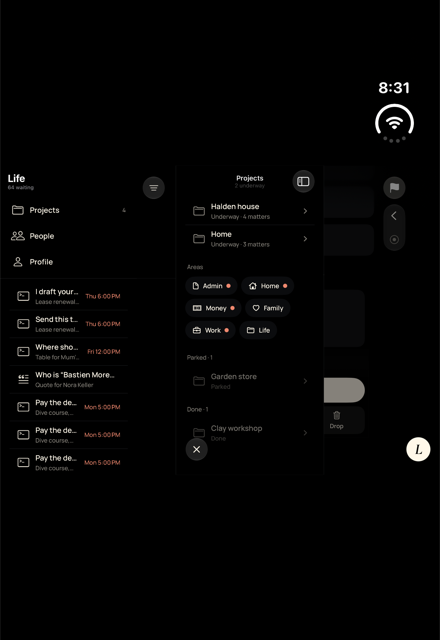 8:31
Life
64 waiting
Projects
4
People
Profile
I draft your...
Lease renewal...
Thu 6:00 PM
Send this t...
Lease renewal...
Thu 6:00 PM
Where sho...
Table for Mum'...
Fri 12:00 PM
Who is "Bastien More...
Quote for Nora Keller
Pay the de...
Dive course,...
Mon 5:00 PM
Pay the de...
Dive course,...
Mon 5:00 PM
Pay the de...
Dive course,...
Mon 5:00 PM
Projects
2 underway
Halden house
Underway · 4 matters
Home
Underway · 3 matters
Areas
Admin
Home
Money
Family
Work
Life
Parked · 1
Garden store
Parked
Done · 1
Clay workshop
Done
Drop
L